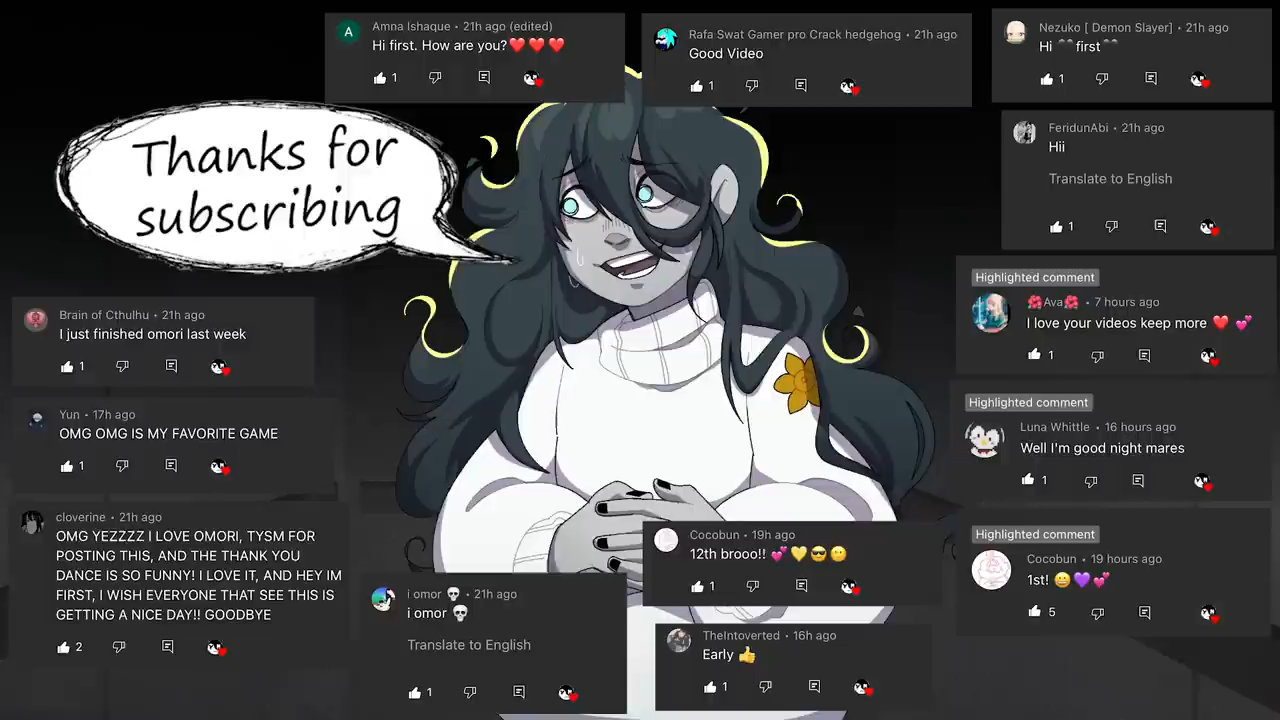 Amna Ishaque • 21h ago (edited)
Hi first. How are you?❤️❤️❤️
1
Rafa Swat Gamer pro Crack hedgehog • 21h ago
Good Video
1
Nezuko [ Demon Slayer] • 21h ago
Hi first
1
FeridunAbi • 21h ago
Hii
Translate to English
1
Thanks for
subscribing
Highlighted comment
🌺Ava🌺 • 7 hours ago
I love your videos keep more ❤️ 💕
1
Brain of Cthulhu • 21h ago
I just finished omori last week
1
Highlighted comment
Luna Whittle • 16 hours ago
Well I'm good night mares
1
Yun • 17h ago
OMG OMG IS MY FAVORITE GAME
1
cloverine • 21h ago
OMG YEZZZZ I LOVE OMORI, TYSM FOR
POSTING THIS, AND THE THANK YOU
DANCE IS SO FUNNY! I LOVE IT, AND HEY IM
FIRST, I WISH EVERYONE THAT SEE THIS IS
GETTING A NICE DAY!! GOODBYE
2
i omor 💀 • 21h ago
i omor 💀
Translate to English
1
Cocobun • 19h ago
12th brooo!! 💕💛😎🙂
1
TheIntoverted • 16h ago
Early 👍
1
Highlighted comment
Cocobun • 19 hours ago
1st! 😄💜💕
5